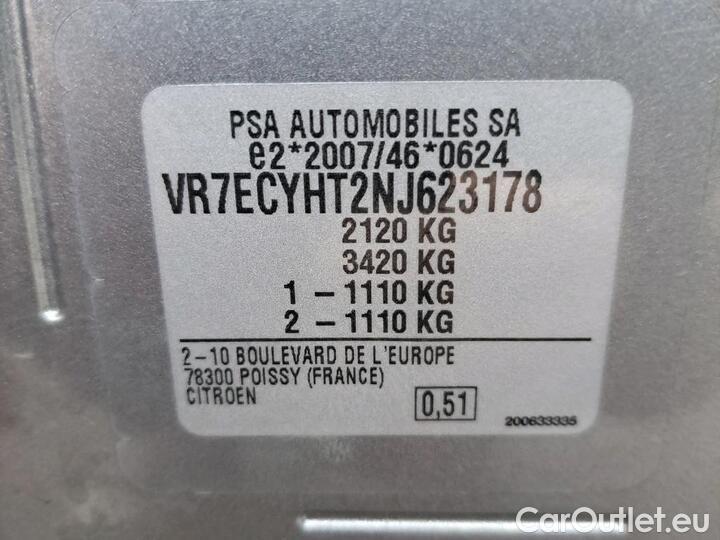 PSA AUTOMOBILES SA
e2*2007/46*0624
VR7ECYHT2NJ623178
2120 KG
3420 KG
1 – 1110 KG
2 – 1110 KG
2–10 BOULEVARD DE L'EUROPE
78300 POISSY (FRANCE)
CITROEN
0,51
200633335
CarOutlet.eu